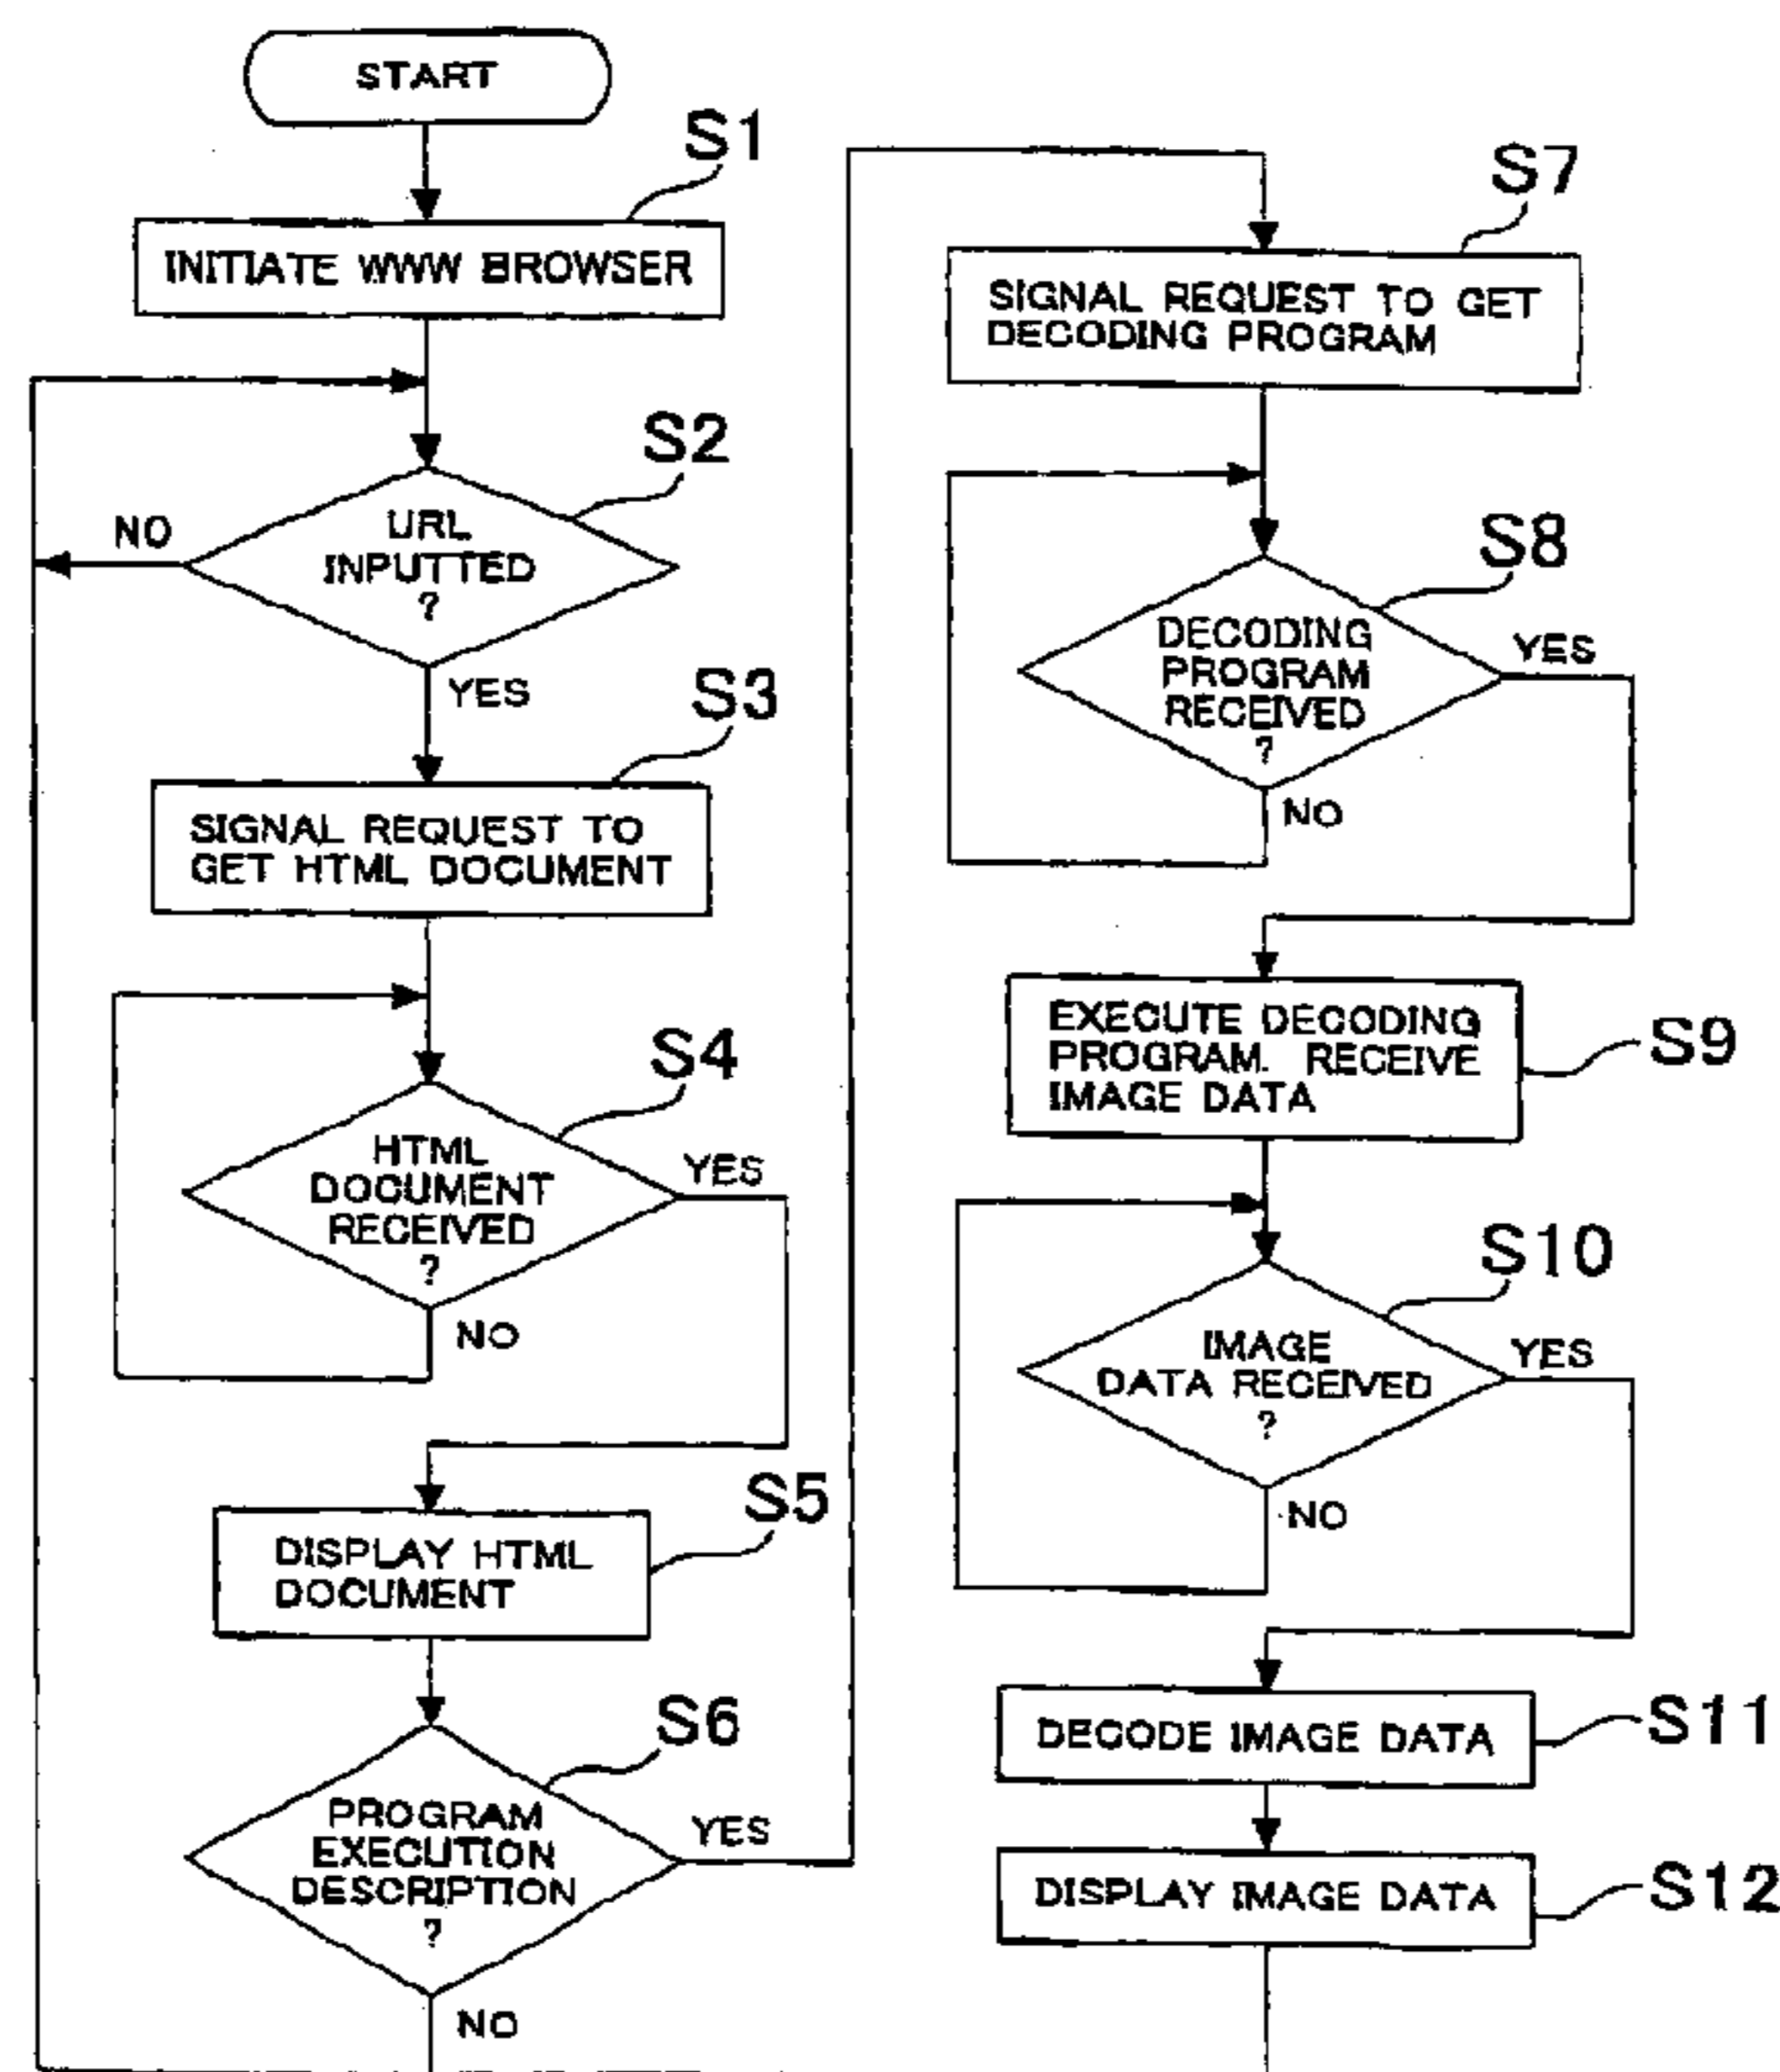 START
S1
INITIATE WWW BROWSER
S2
URL
INPUTTED
?
NO
YES
S3
SIGNAL REQUEST TO
GET HTML DOCUMENT
S4
HTML
DOCUMENT
RECEIVED
?
YES
NO
S5
DISPLAY HTML
DOCUMENT
S6
PROGRAM
EXECUTION
DESCRIPTION
?
YES
NO
S7
SIGNAL REQUEST TO GET
DECODING PROGRAM
S8
DECODING
PROGRAM
RECEIVED
?
YES
NO
EXECUTE DECODING
PROGRAM. RECEIVE
IMAGE DATA
S9
S10
IMAGE
DATA RECEIVED
?
YES
NO
DECODE IMAGE DATA
S11
DISPLAY IMAGE DATA
S12